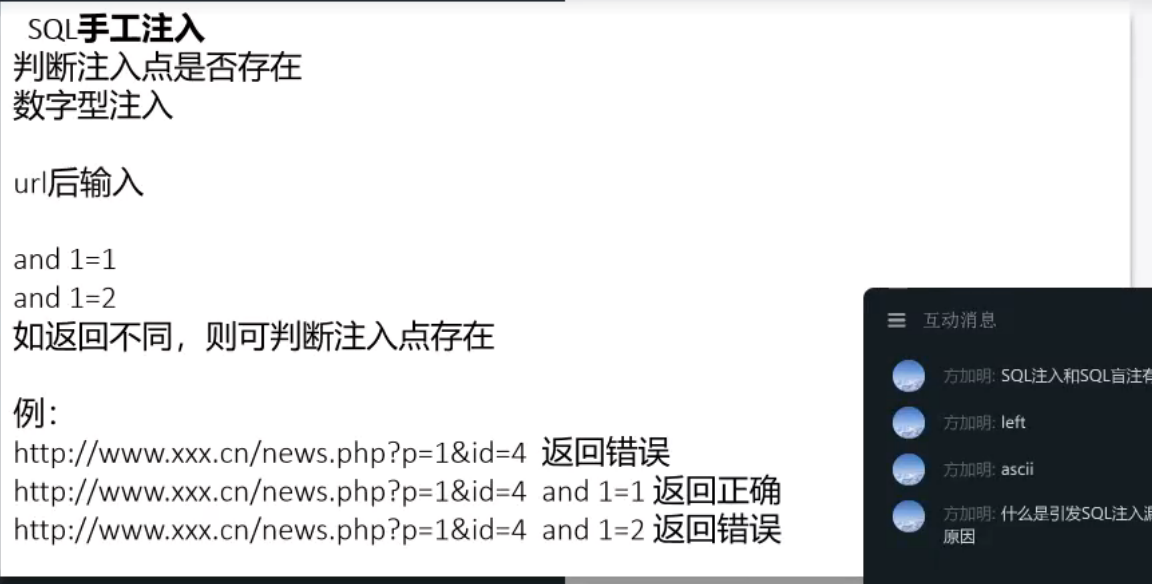 SQL手工注入
判断注入点是否存在
数字型注入
url后输入
and 1=1
and 1=2
如返回不同，则可判断注入点存在
例：
http://www.xxx.cn/news.php?p=1&id=4 返回错误
http://www.xxx.cn/news.php?p=1&id=4 and 1=1 返回正确
http://www.xxx.cn/news.php?p=1&id=4 and 1=2 返回错误
互动消息
方加明: SQL注入和SQL盲注有
方加明: left
方加明: ascii
方加明: 什么是引发SQL注入漏
原因